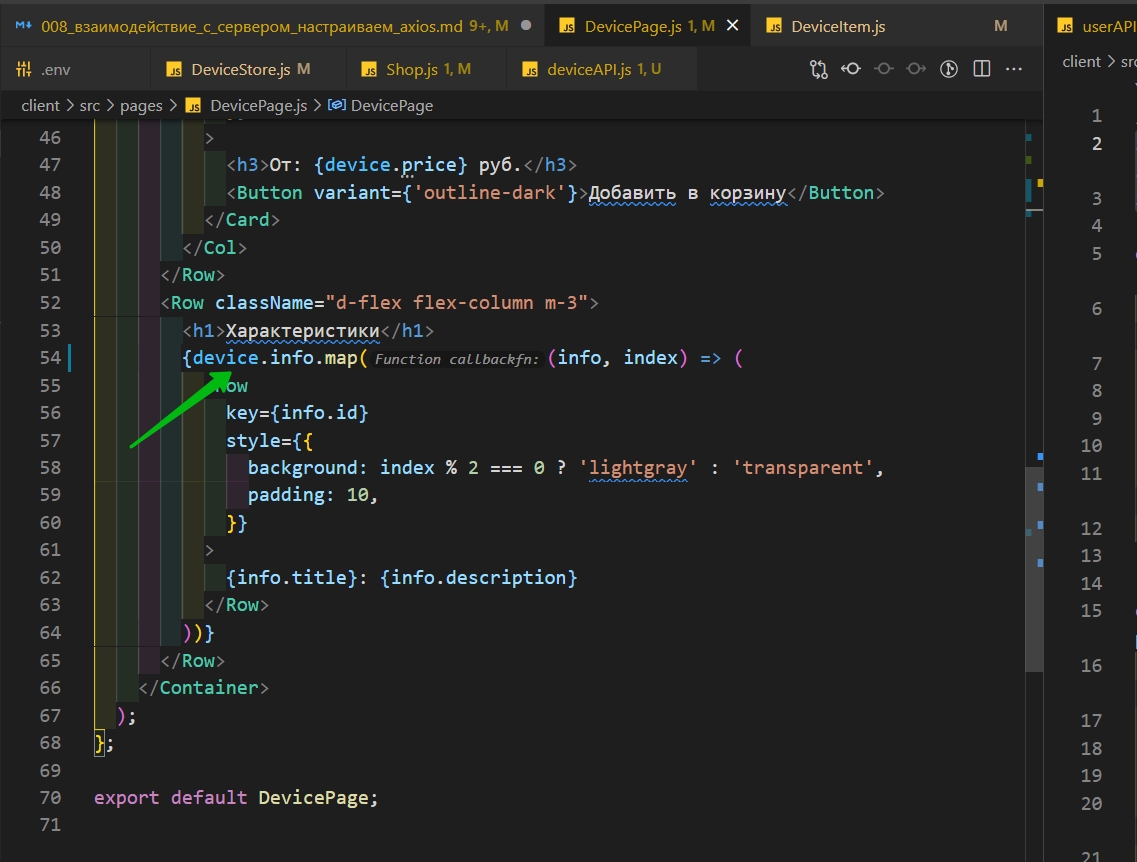 008_взаимодействие_с_сервером_настраиваем_axios.md 9+, M
JS DevicePage.js 1, M
JS DeviceItem.js M
JS userAPI
.env
JS DeviceStore.js M
JS Shop.js 1, M
JS deviceAPI.js 1, U
client > src > pages > JS DevicePage.js > DevicePage
client > src
46 >
47 <h3>От: {device.price} руб.</h3>
48 <Button variant={'outline-dark'}>Добавить в корзину</Button>
49 </Card>
50 </Col>
51 </Row>
52 <Row className="d-flex flex-column m-3">
53 <h1>Характеристики</h1>
54 {device.info.map( Function callbackfn: (info, index) => (
55 ow
56 key={info.id}
57 style={{
58 background: index % 2 === 0 ? 'lightgray' : 'transparent',
59 padding: 10,
60 }}
61 >
62 {info.title}: {info.description}
63 </Row>
64 ))}
65 </Row>
66 </Container>
67 );
68 };
69
70 export default DevicePage;
71
1
2
3
4
5
6
7
8
9
10
11
12
13
14
15
16
17
18
19
20
21